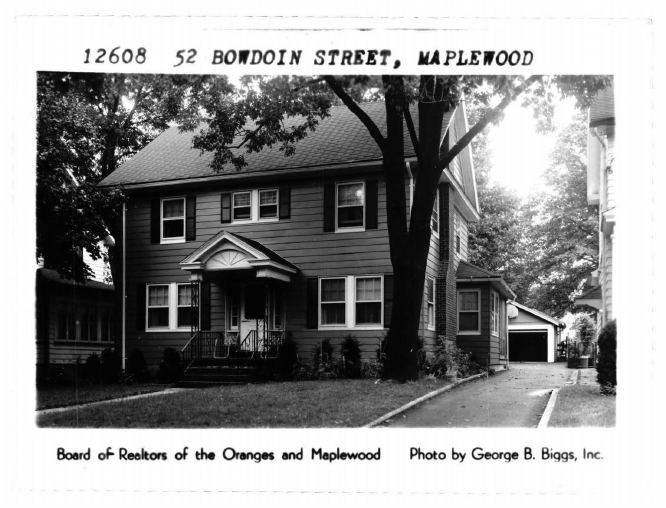 12608 52 BOWDOIN STREET, MAPLEWOOD
Board of Realtors of the Oranges and Maplewood Photo by George B. Biggs, Inc.